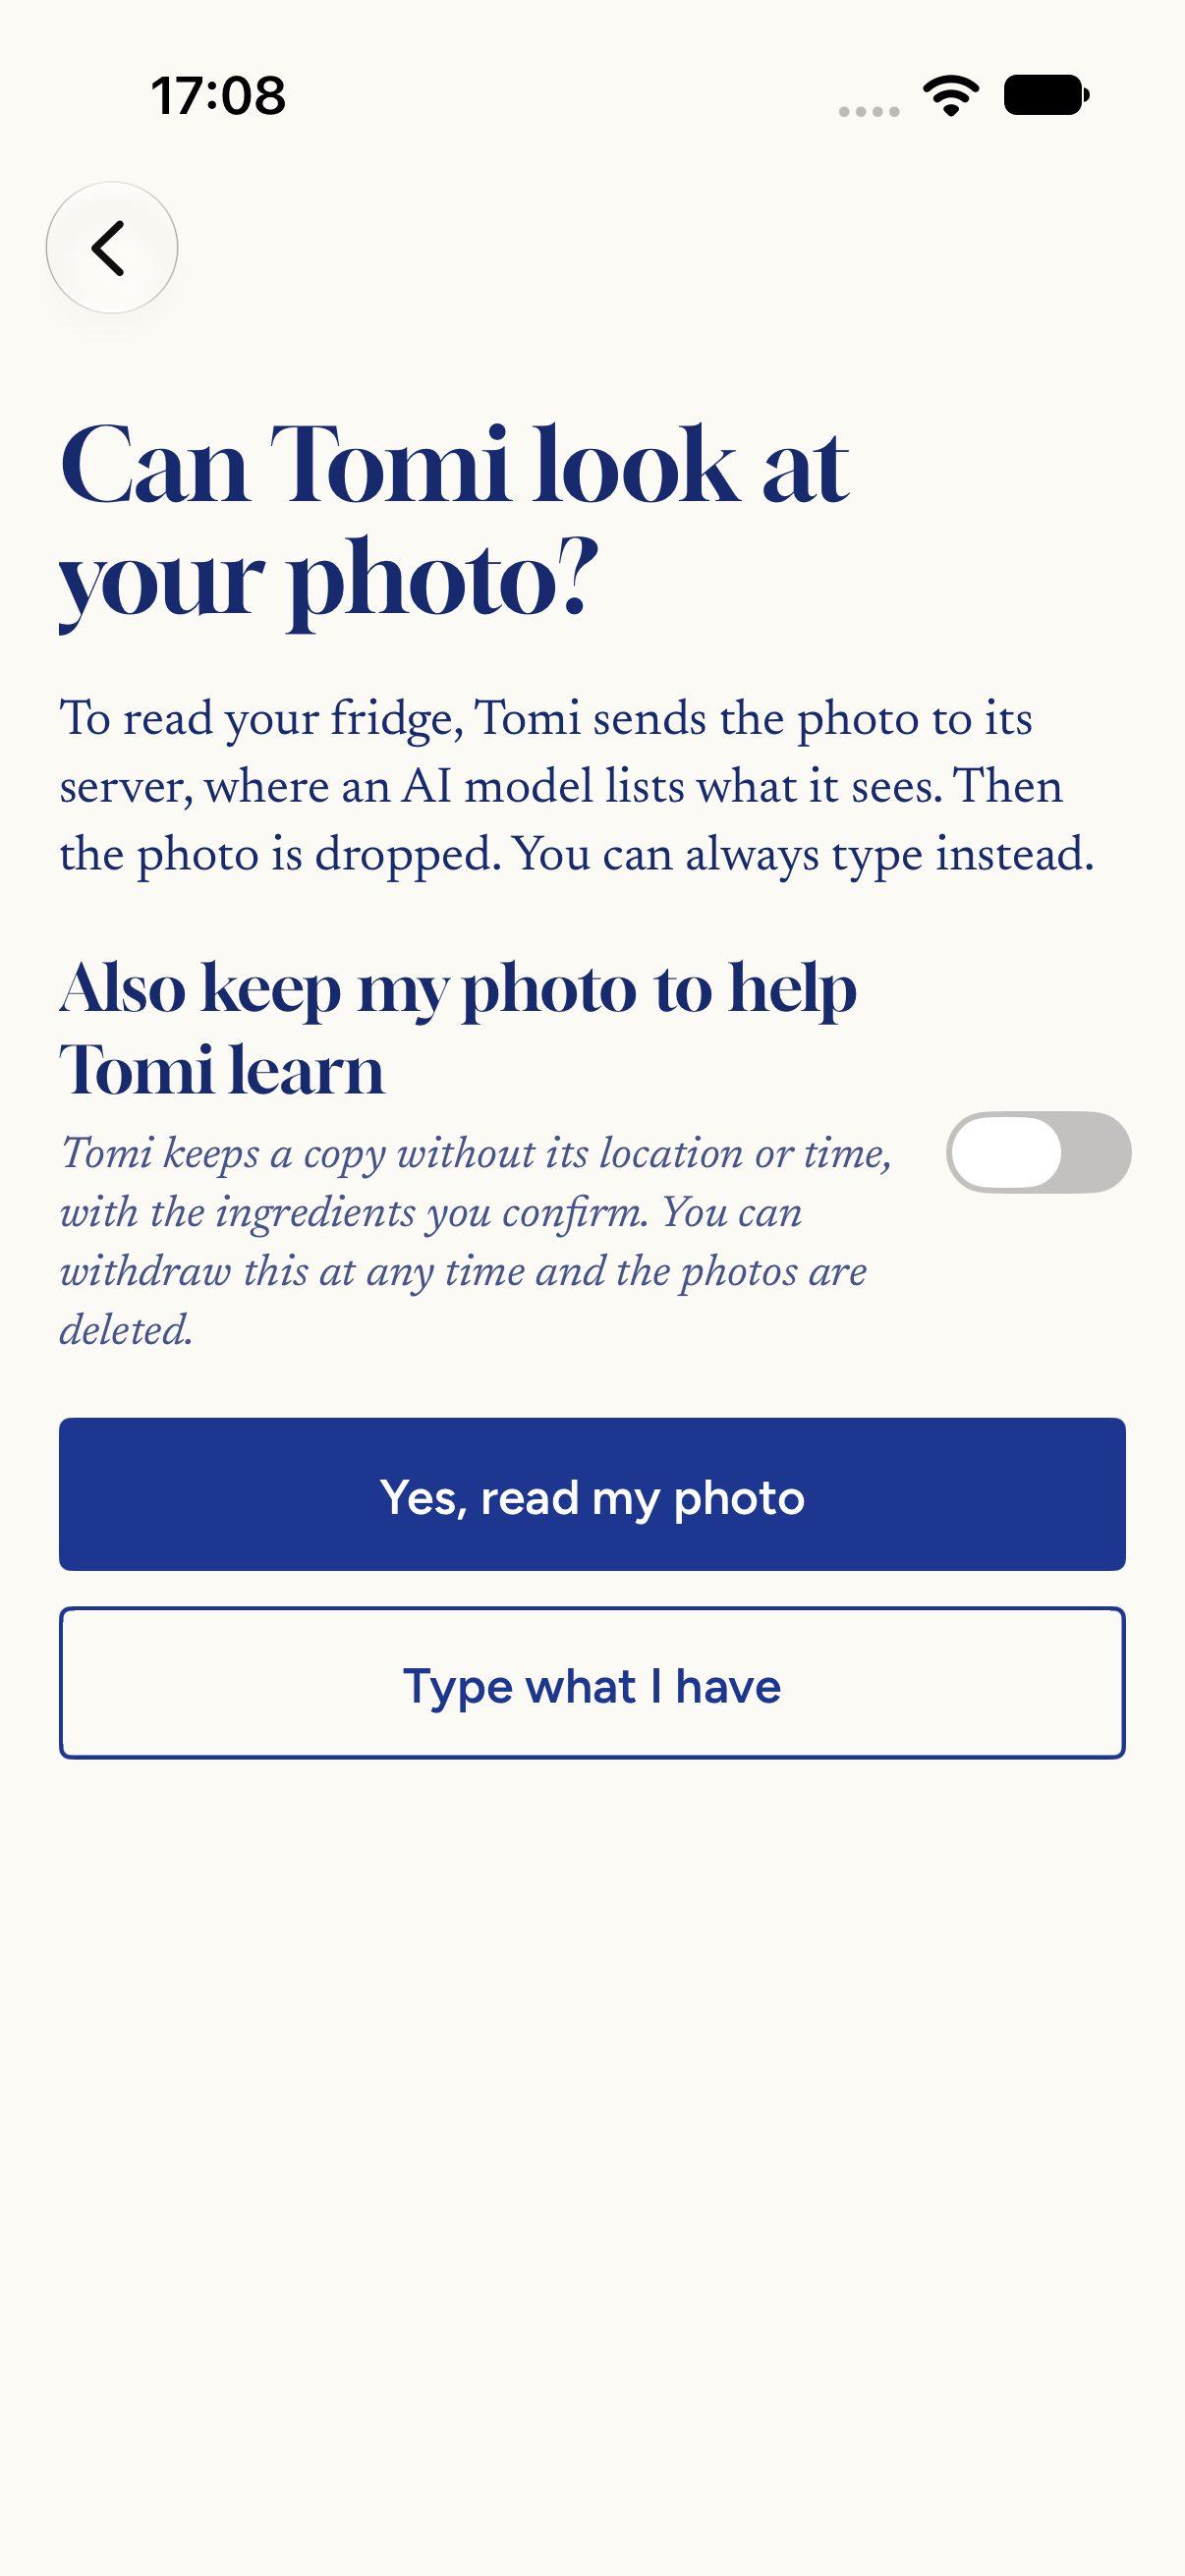 17:08
Can Tomi look at
your photo?
To read your fridge, Tomi sends the photo to its
server, where an AI model lists what it sees. Then
the photo is dropped. You can always type instead.
Also keep my photo to help
Tomi learn
Tomi keeps a copy without its location or time,
with the ingredients you confirm. You can
withdraw this at any time and the photos are
deleted.
Yes, read my photo
Type what I have